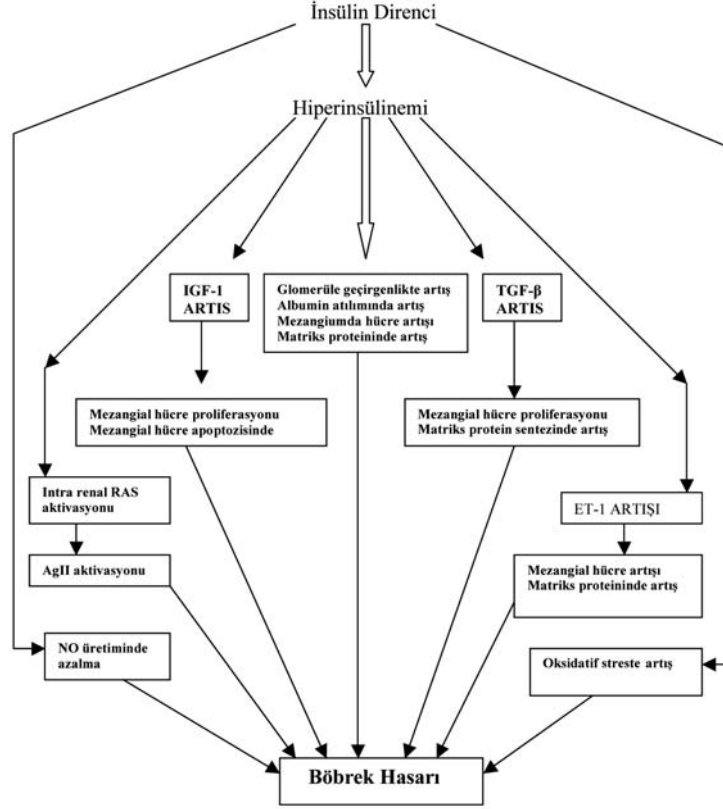 İnsülin Direnci
Hiperinsülinemi
IGF-1
ARTIS
Glomerüle geçirgenlikte artış
Albumin atılımında artış
Mezangiumda hücre artışı
Matriks proteininde artış
TGF-β
ARTIS
Mezangial hücre proliferasyonu
Mezangial hücre apoptozisinde
Mezangial hücre proliferasyonu
Matriks protein sentezinde artış
Intra renal RAS
aktivasyonu
ET-1 ARTIŞI
AgII aktivasyonu
Mezangial hücre artışı
Matriks proteininde artış
NO üretiminde
azalma
Oksidatif streste artış
Böbrek Hasarı